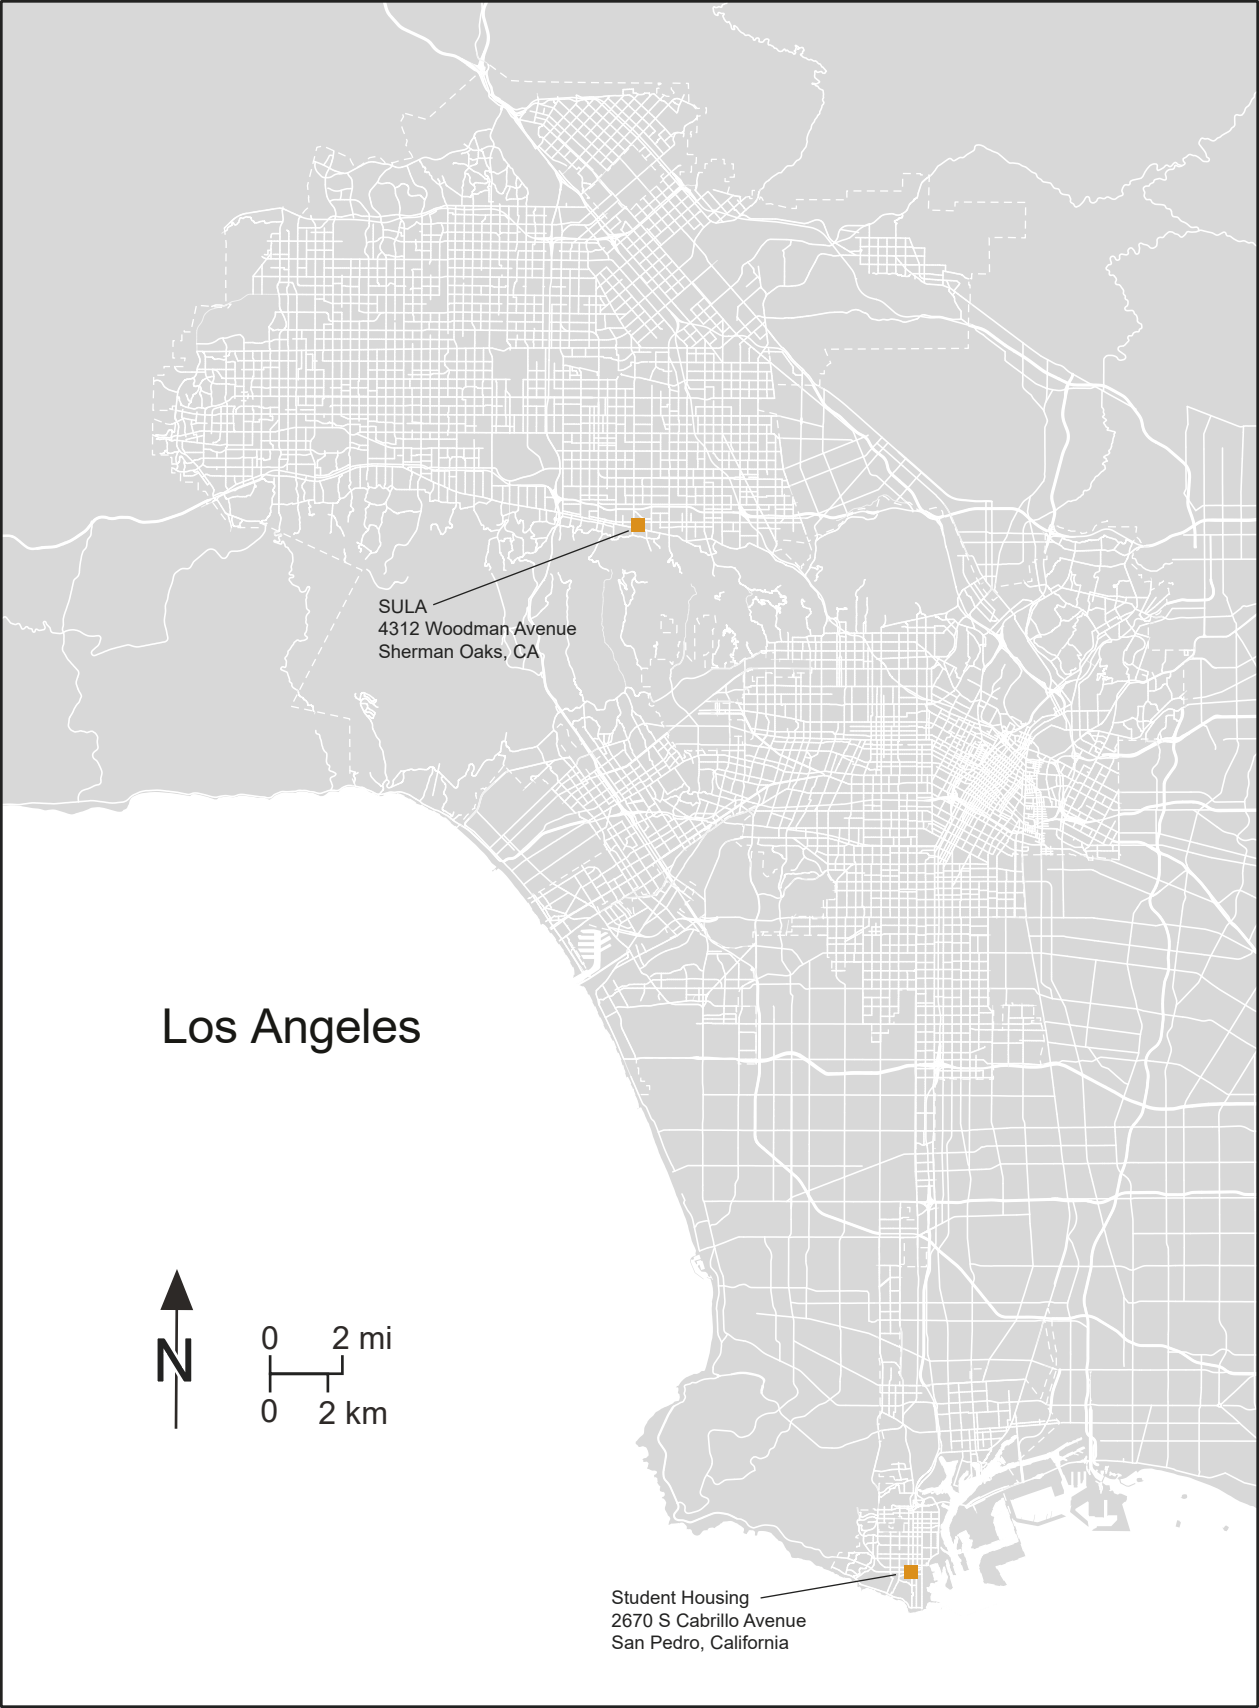 SULA
4312 Woodman Avenue
Sherman Oaks, CA
Los Angeles
N
0 2 mi
0 2 km
Student Housing
2670 S Cabrillo Avenue
San Pedro, California